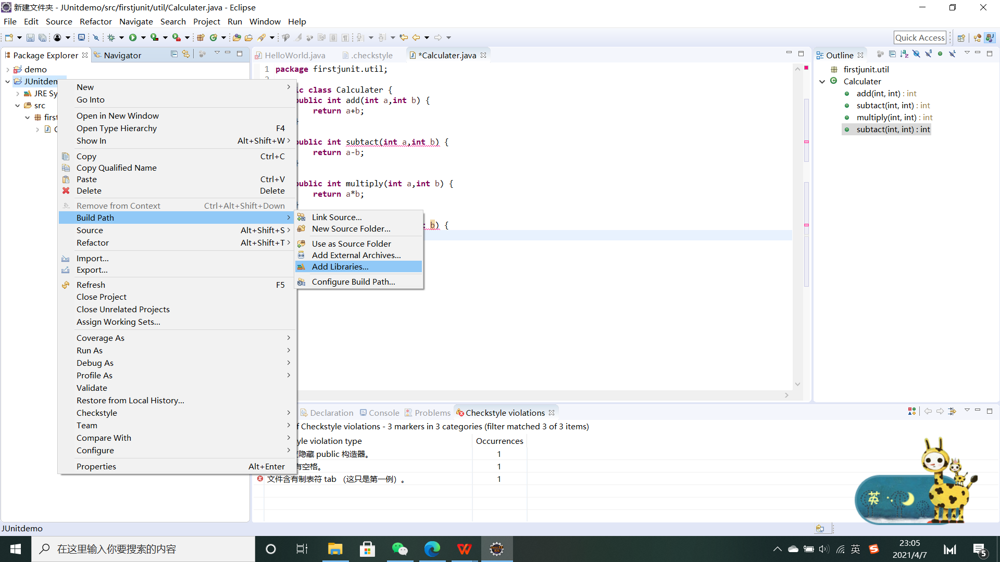 新建文件夹 - JUnitdemo/src/firstjunit/util/Calculater.java - Eclipse
File Edit Source Refactor Navigate Search Project Run Window Help
Quick Access
Package Explorer Navigator
demo
JUnitdem
JRE Sy
src
first
C
New
Go Into
Open in New Window
Open Type Hierarchy F4
Show In Alt+Shift+W
Copy Ctrl+C
Copy Qualified Name
Paste Ctrl+V
Delete Delete
Remove from Context Ctrl+Alt+Shift+Down
Build Path
Source Alt+Shift+S
Refactor Alt+Shift+T
Import...
Export...
Refresh F5
Close Project
Close Unrelated Projects
Assign Working Sets...
Coverage As
Run As
Debug As
Profile As
Validate
Restore from Local History...
Checkstyle
Team
Compare With
Configure
Properties Alt+Enter
Link Source...
New Source Folder...
Use as Source Folder
Add External Archives...
Add Libraries...
Configure Build Path...
HelloWorld.java .checkstyle *Calculater.java
1 package firstjunit.util;
2
ic class Calculater {
public int add(int a,int b) {
return a+b;
}
public int subtact(int a,int b) {
return a-b;
}
public int multiply(int a,int b) {
return a*b;
}
b) {
Outline
firstjunit.util
Calculater
add(int, int) : int
subtact(int, int) : int
multiply(int, int) : int
subtact(int, int) : int
Declaration Console Problems Checkstyle violations
f Checkstyle violations - 3 markers in 3 categories (filter matched 3 of 3 items)
yle violation type Occurrences
隐藏 public 构造器。 1
有空格。 1
文件含有制表符 tab （这只是第一例）。 1
英
JUnitdemo
在这里输入你要搜索的内容
英
23:05
2021/4/7
5